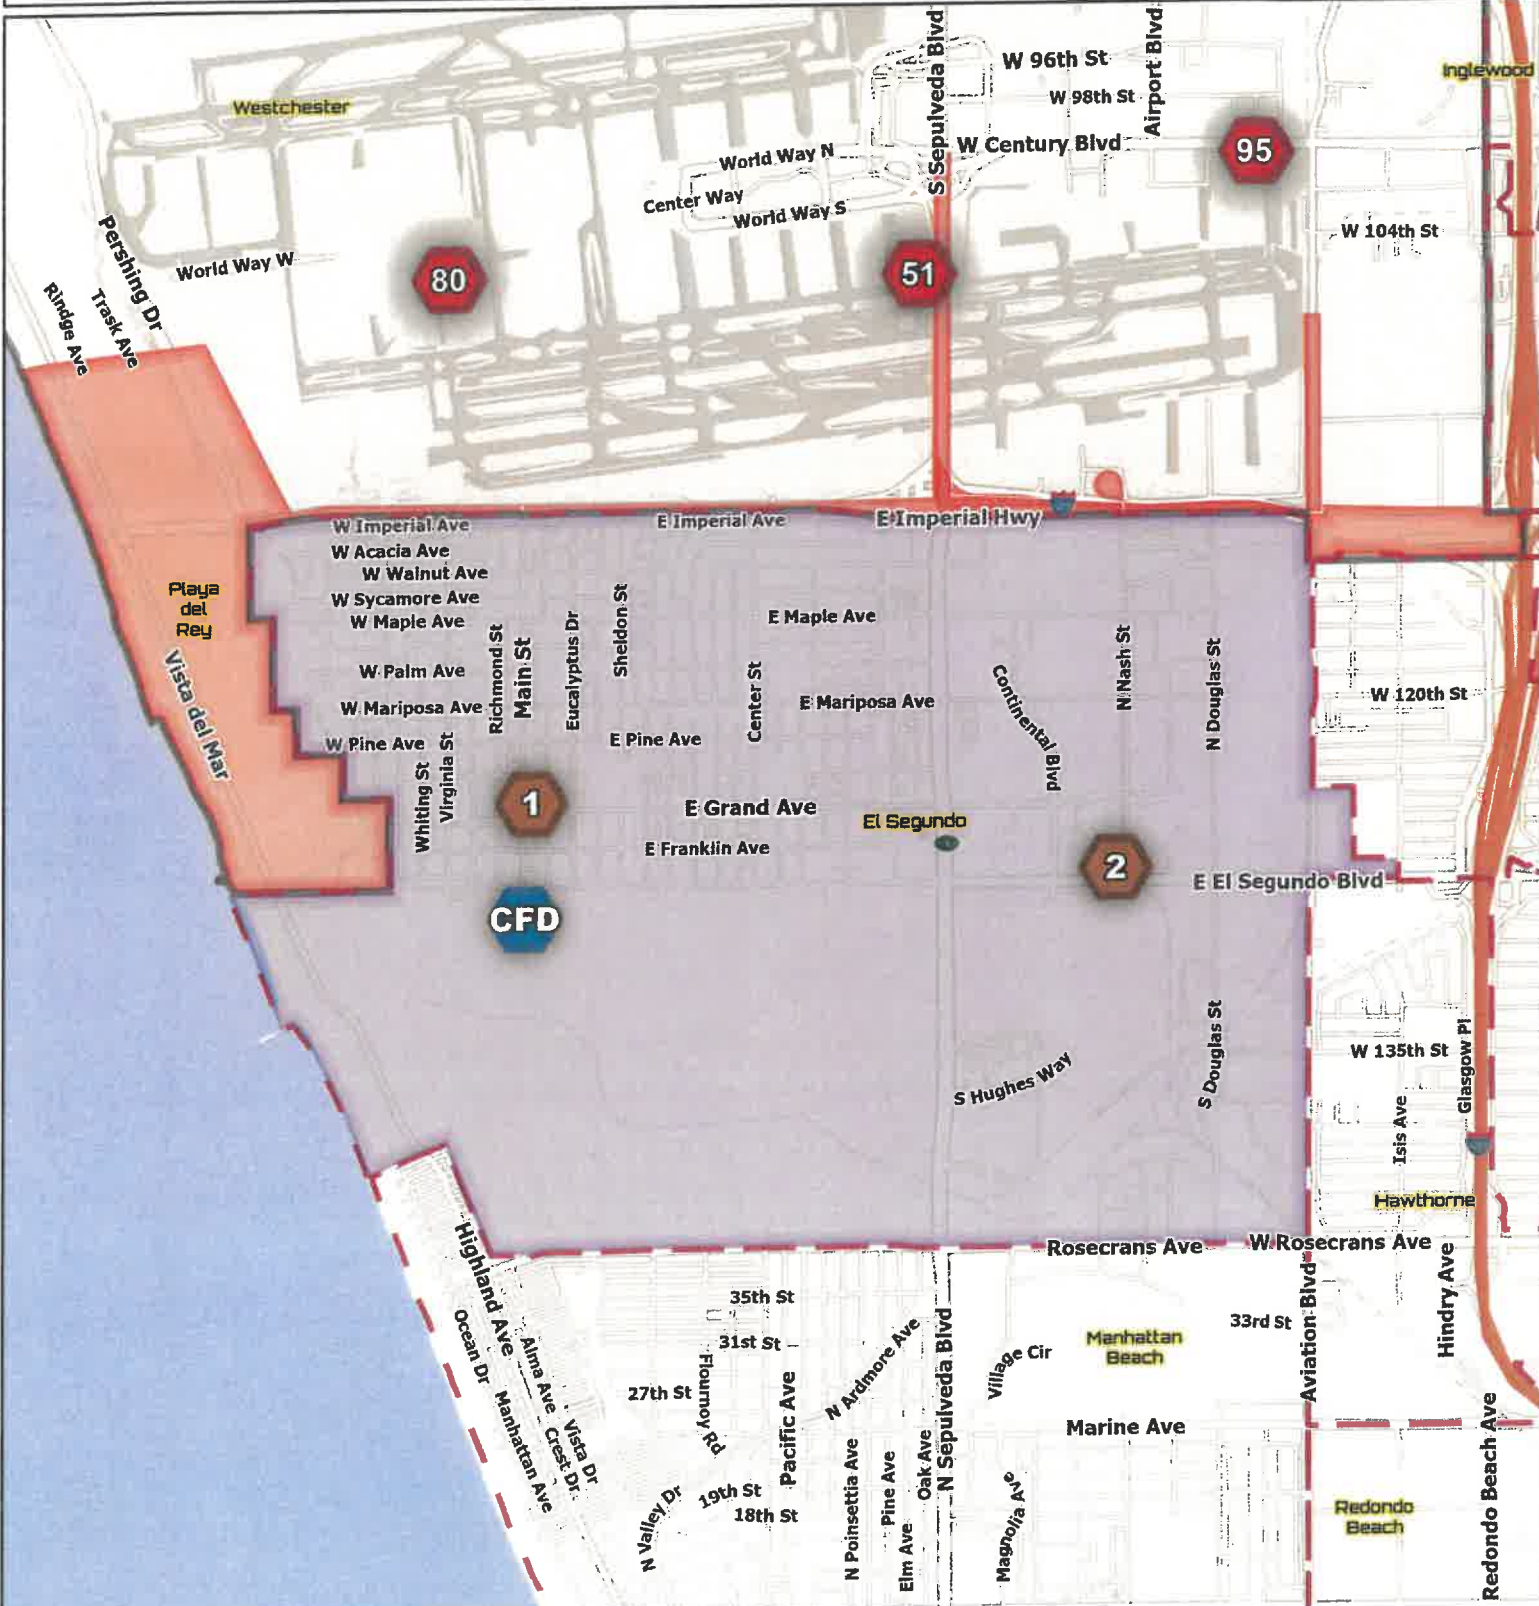 S Sepulveda Blvd
W 96th St
Airport Blvd
Inglewood
Westchester
W 98th St
W Century Blvd
95
World Way N
Center Way
World Way S
W 104th St
Pershing Dr
World Way W
80
51
Rindge Ave
Trask Ave
W Imperial Ave
E Imperial Ave
E Imperial Hwy
W Acacia Ave
W Walnut Ave
W Sycamore Ave
W Maple Ave
Playa
del
Rey
E Maple Ave
Richmond St
Main St
Eucalyptus Dr
Sheldon St
Center St
W Palm Ave
W Mariposa Ave
E Mariposa Ave
Continental Blvd
N Nash St
N Douglas St
W 120th St
Vista del Mar
W Pine Ave
Virginia St
Whiting St
E Pine Ave
1
E Grand Ave
El Segundo
E Franklin Ave
2
E El Segundo Blvd
CFD
S Douglas St
S Hughes Way
W 135th St
Glasgow Pl
Isis Ave
Hawthorne
Rosecrans Ave
W Rosecrans Ave
Highland Ave
Ocean Dr
Alma Ave
Manhattan Ave
Crest Dr
Vista Dr
35th St
31st St
27th St
Flournoy Rd
Pacific Ave
N Ardmore Ave
N Sepulveda Blvd
Village Cir
Manhattan
Beach
33rd St
Aviation Blvd
Hindry Ave
Marine Ave
N Valley Dr
19th St
18th St
N Poinsettia Ave
Pine Ave
Elm Ave
Oak Ave
Magnolia Ave
Redondo
Beach
Redondo Beach Ave